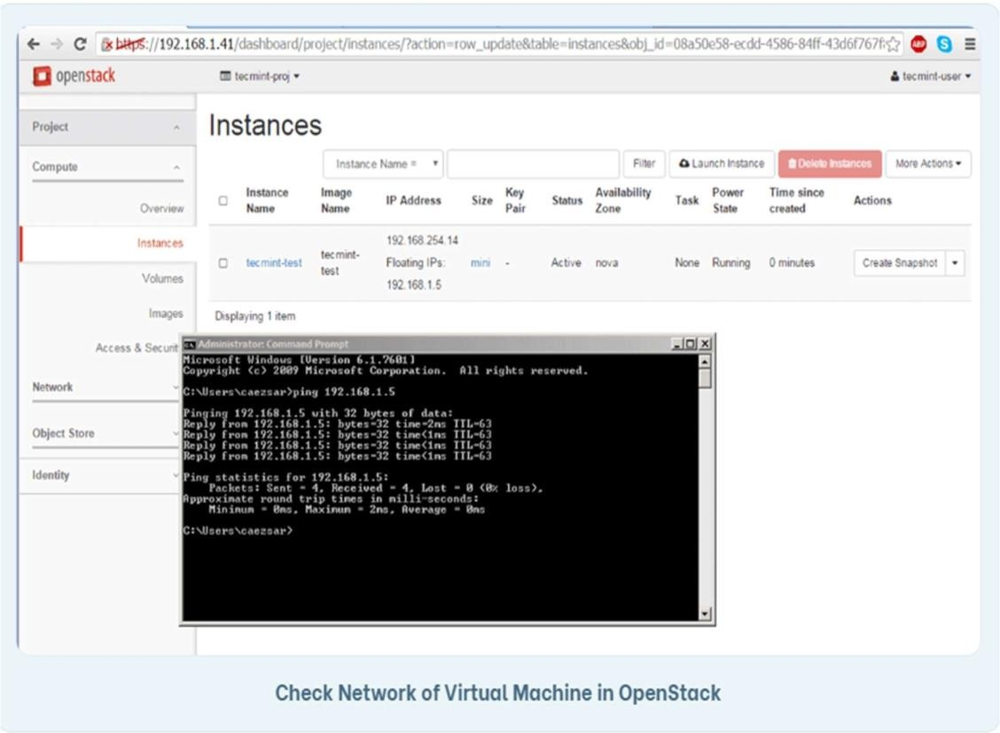 https://192.168.1.41/dashboard/project/instances/?action=row_update&table=instances&obj_id=08a50e58-ecdd-4586-84ff-43d6f767f
ABP
S
openstack
tecmint-proj
tecmint-user
Project
Compute
Overview
Instances
Volumes
Images
Access & Securit
Network
Object Store
Identity
Instances
Instance Name =
Filter
Launch Instance
Delete Instances
More Actions
Instance Name
Image Name
IP Address
Size
Key Pair
Status
Availability Zone
Task
Power State
Time since created
Actions
tecmint-test
tecmint-test
192.168.254.14
Floating IPs:
192.168.1.5
mini
-
Active
nova
None
Running
0 minutes
Create Snapshot
Displaying 1 item
Administrator: Command Prompt
Microsoft Windows [Version 6.1.7601]
Copyright (c) 2009 Microsoft Corporation.  All rights reserved.
C:\Users\caezsar>ping 192.168.1.5
Pinging 192.168.1.5 with 32 bytes of data:
Reply from 192.168.1.5: bytes=32 time=2ms TTL=63
Reply from 192.168.1.5: bytes=32 time<1ms TTL=63
Reply from 192.168.1.5: bytes=32 time<1ms TTL=63
Reply from 192.168.1.5: bytes=32 time<1ms TTL=63
Ping statistics for 192.168.1.5:
Packets: Sent = 4, Received = 4, Lost = 0 (0% loss),
Approximate round trip times in milli-seconds:
Minimum = 0ms, Maximum = 2ms, Average = 0ms
C:\Users\caezsar>
Check Network of Virtual Machine in OpenStack